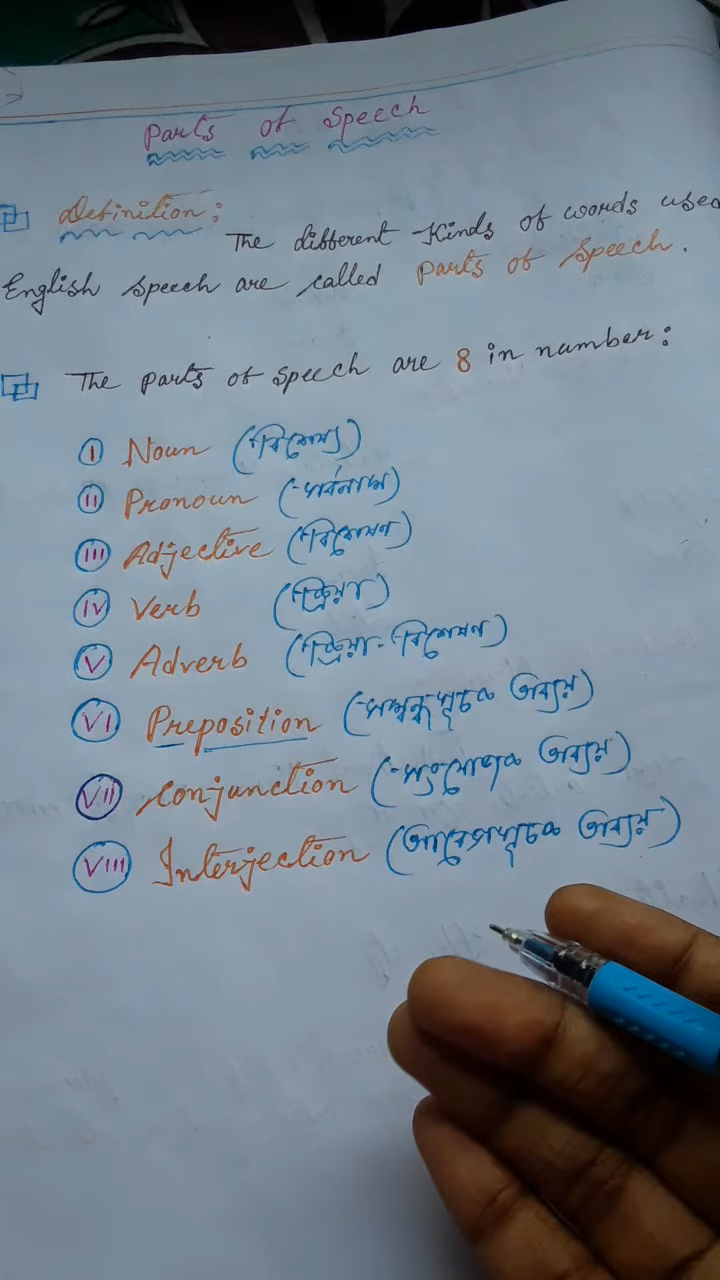 Parts of Speech
Definition:
The different kinds of words used
English speech are called Parts of Speech.
The parts of speech are 8 in number:
I Noun (বিশেষ্য)
II Pronoun (সর্বনাম)
III Adjective (বিশেষণ)
IV Verb (ক্রিয়া)
V Adverb (ক্রিয়া-বিশেষণ)
VI Preposition (সম্বন্ধসূচক অব্যয়)
VII Conjunction (সংযোজক অব্যয়)
VIII Interjection (আবেগসূচক অব্যয়)